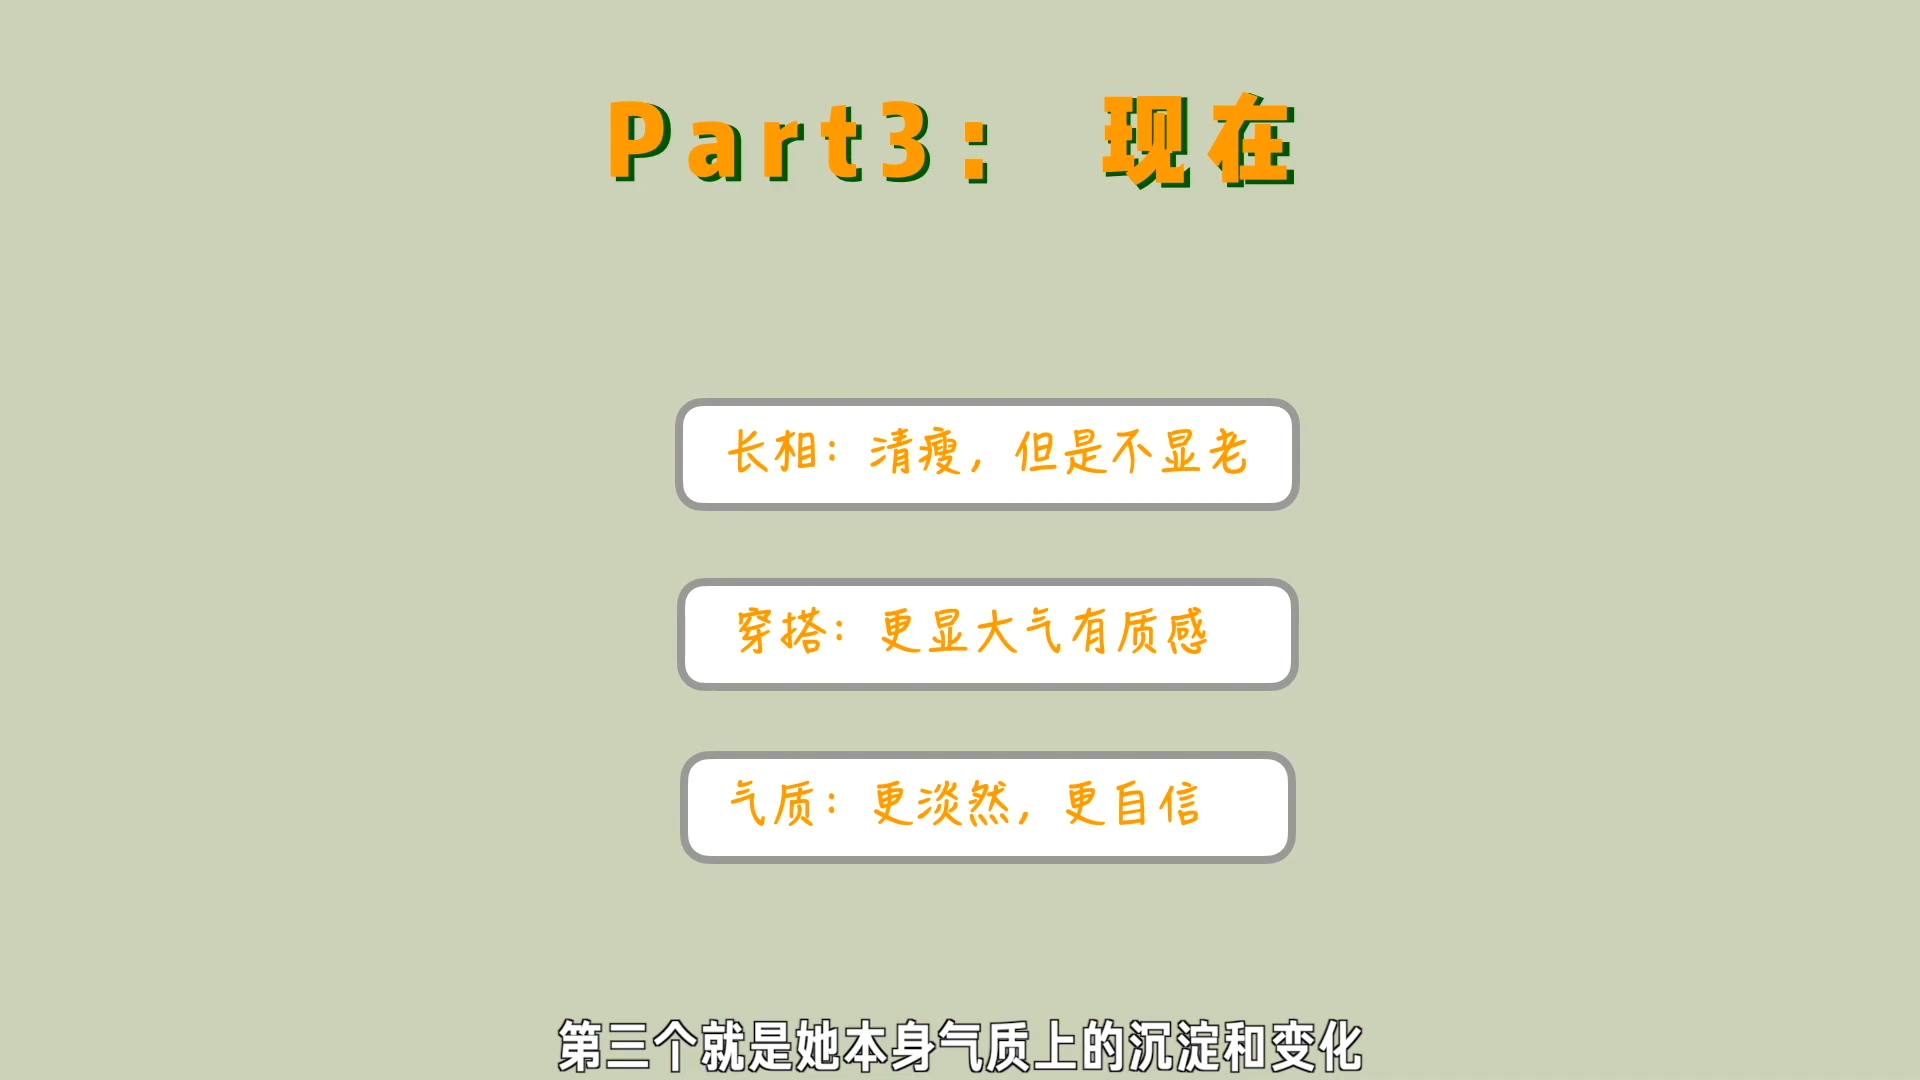 Part3： 现在
长相：清瘦，但是不显老
穿搭：更显大气有质感
气质：更淡然，更自信
第三个就是她本身气质上的沉淀和变化